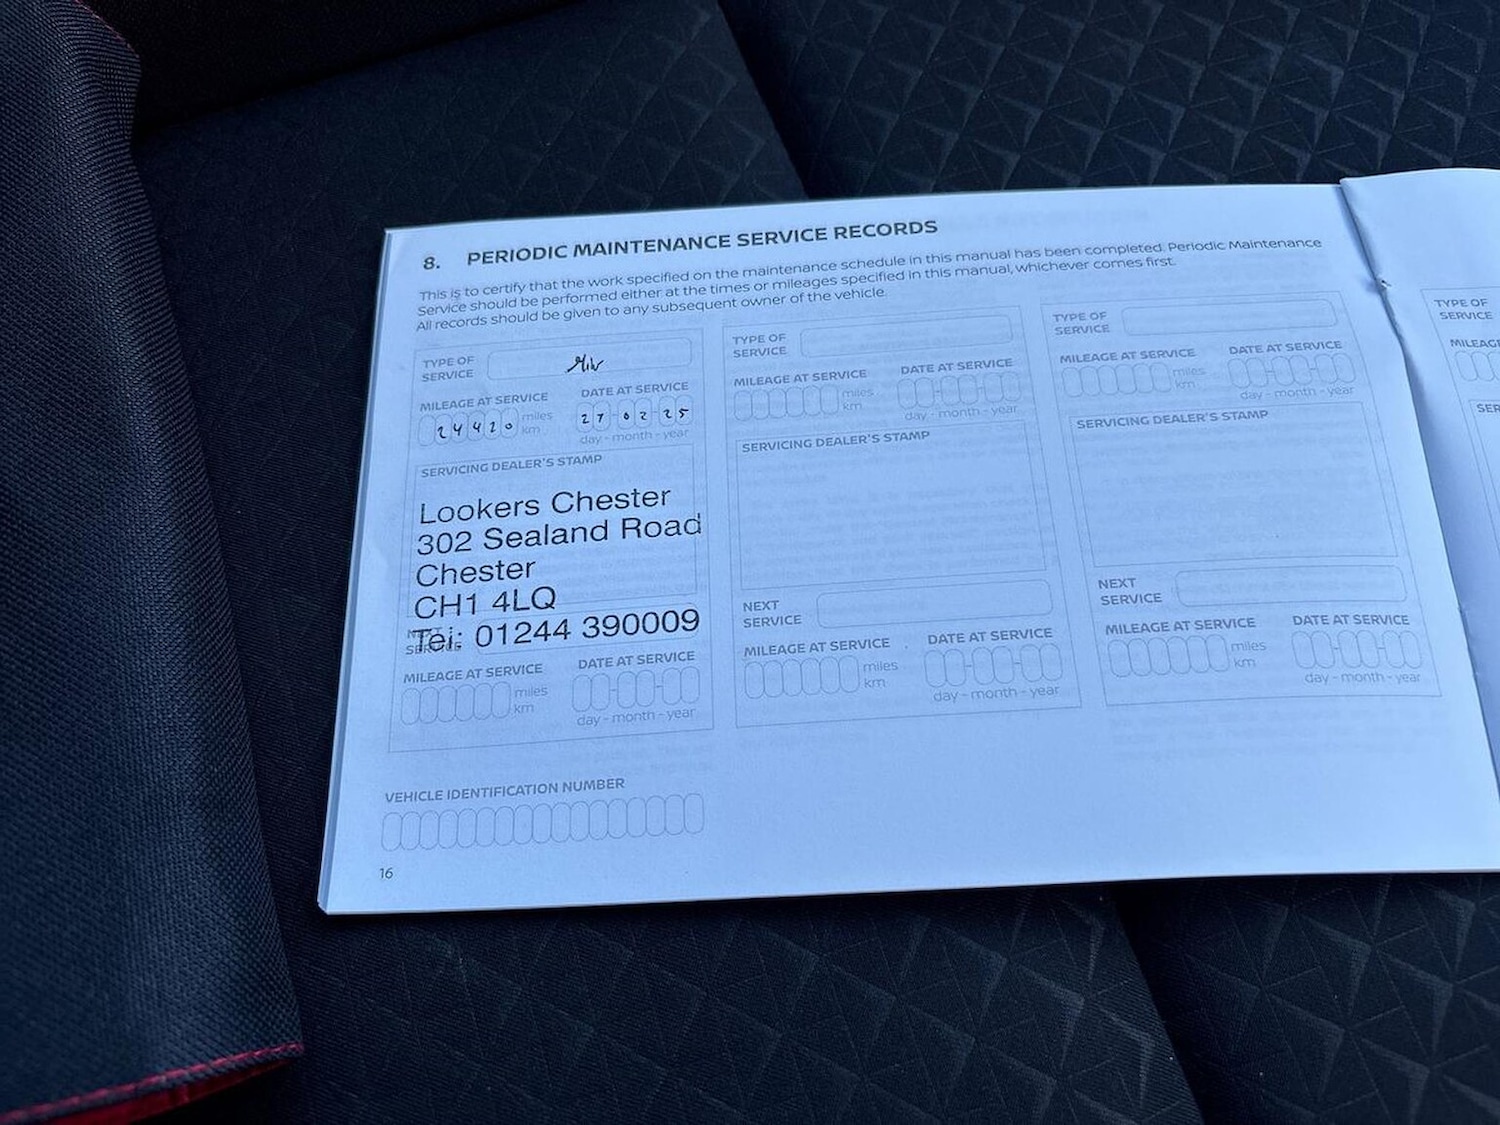 8. PERIODIC MAINTENANCE SERVICE RECORDS
This is to certify that the work specified on the maintenance schedule in this manual has been completed. Periodic Maintenance
Service should be performed either at the times or mileages specified in this manual, whichever comes first.
All records should be given to any subsequent owner of the vehicle.
TYPE OF
SERVICE
MILEAGE AT SERVICE DATE AT SERVICE
24420 miles
km
27-02-25
day - month - year
SERVICING DEALER'S STAMP
Lookers Chester
302 Sealand Road
Chester
CH1 4LQ
Tel: 01244 390009
NEXT
SERVICE
MILEAGE AT SERVICE DATE AT SERVICE
miles
km
day - month - year
TYPE OF
SERVICE
MILEAGE AT SERVICE DATE AT SERVICE
miles
km
day - month - year
SERVICING DEALER'S STAMP
NEXT
SERVICE
MILEAGE AT SERVICE DATE AT SERVICE
miles
km
day - month - year
TYPE OF
SERVICE
MILEAGE AT SERVICE DATE AT SERVICE
miles
km
day - month - year
SERVICING DEALER'S STAMP
NEXT
SERVICE
MILEAGE AT SERVICE DATE AT SERVICE
miles
km
day - month - year
VEHICLE IDENTIFICATION NUMBER
16
TYPE OF
SERVICE